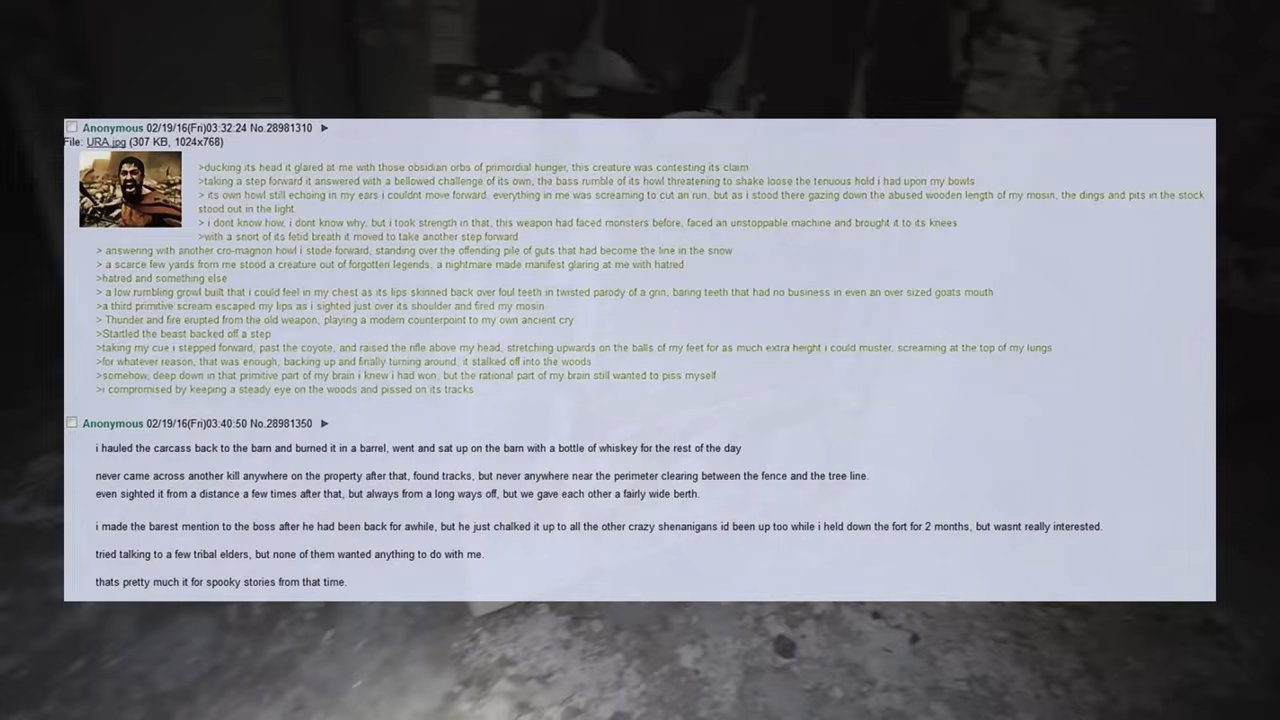 Anonymous 02/19/16(Fri)03:32:24 No.28981310 ▶
File: URA.jpg (307 KB, 1024x768)
>ducking its head it glared at me with those obsidian orbs of primordial hunger, this creature was contesting its claim
>taking a step forward it answered with a bellowed challenge of its own, the bass rumble of its howl threatening to shake loose the tenuous hold i had upon my bowls
> its own howl still echoing in my ears i couldnt move forward. everything in me was screaming to cut an run, but as i stood there gazing down the abused wooden length of my mosin, the dings and pits in the stock
stood out in the light.
> i dont know how, i dont know why, but i took strength in that, this weapon had faced monsters before, faced an unstoppable machine and brought it to its knees
>with a snort of its fetid breath it moved to take another step forward
> answering with another cro-magnon howl i stode forward, standing over the offending pile of guts that had become the line in the snow
> a scarce few yards from me stood a creature out of forgotten legends, a nightmare made manifest glaring at me with hatred
>hatred and something else
> a low rumbling growl built that i could feel in my chest as its lips skinned back over foul teeth in twisted parody of a grin, baring teeth that had no business in even an over sized goats mouth
>a third primitive scream escaped my lips as i sighted just over its shoulder and fired my mosin
> Thunder and fire erupted from the old weapon, playing a modern counterpoint to my own ancient cry
>Startled the beast backed off a step
>taking my cue i stepped forward, past the coyote, and raised the rifle above my head, stretching upwards on the balls of my feet for as much extra height i could muster, screaming at the top of my lungs
>for whatever reason, that was enough, backing up and finally turning around, it stalked off into the woods
>somehow, deep down in that primitive part of my brain i knew i had won, but the rational part of my brain still wanted to piss myself
>i compromised by keeping a steady eye on the woods and pissed on its tracks
Anonymous 02/19/16(Fri)03:40:50 No.28981350 ▶
i hauled the carcass back to the barn and burned it in a barrel, went and sat up on the barn with a bottle of whiskey for the rest of the day
never came across another kill anywhere on the property after that, found tracks, but never anywhere near the perimeter clearing between the fence and the tree line.
even sighted it from a distance a few times after that, but always from a long ways off, but we gave each other a fairly wide berth.
i made the barest mention to the boss after he had been back for awhile, but he just chalked it up to all the other crazy shenanigans id been up too while i held down the fort for 2 months, but wasnt really interested.
tried talking to a few tribal elders, but none of them wanted anything to do with me.
thats pretty much it for spooky stories from that time.